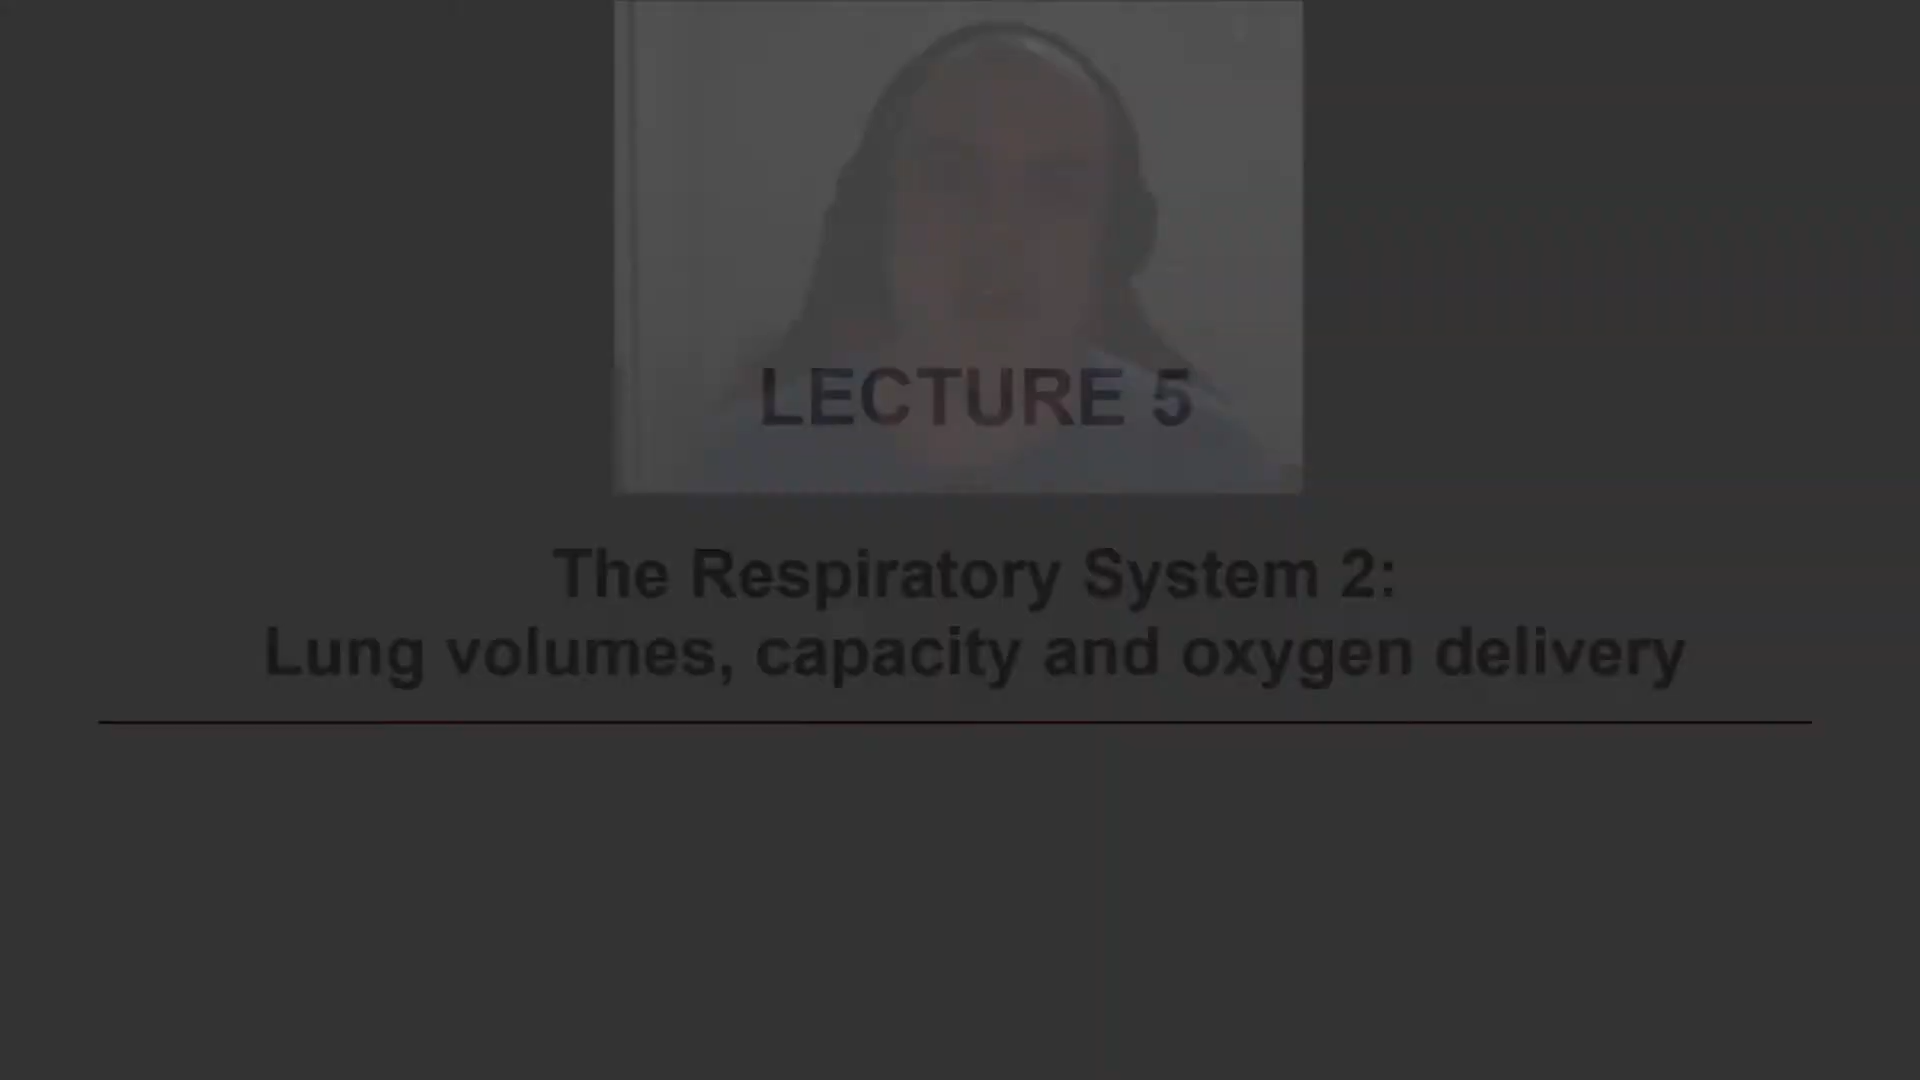 LECTURE 5
The Respiratory System 2:
Lung volumes, capacity and oxygen delivery